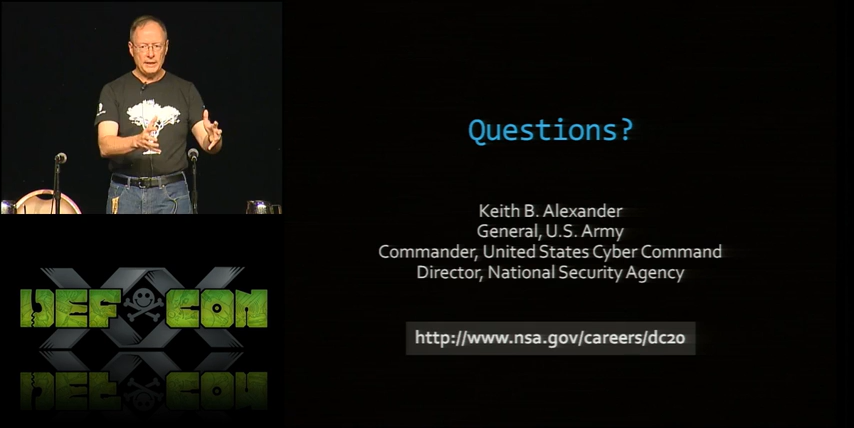 Questions?
Keith B. Alexander
General, U.S. Army
Commander, United States Cyber Command
Director, National Security Agency
http://www.nsa.gov/careers/dc20
XX
DEF CON